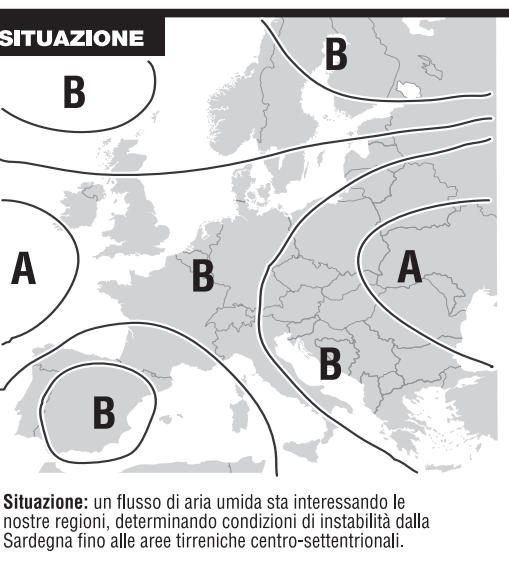 SITUAZIONE
B
B
A
B
A
B
B
Situazione: un flusso di aria umida sta interessando le
nostre regioni, determinando condizioni di instabilità dalla
Sardegna fino alle aree tirreniche centro-settentrionali.